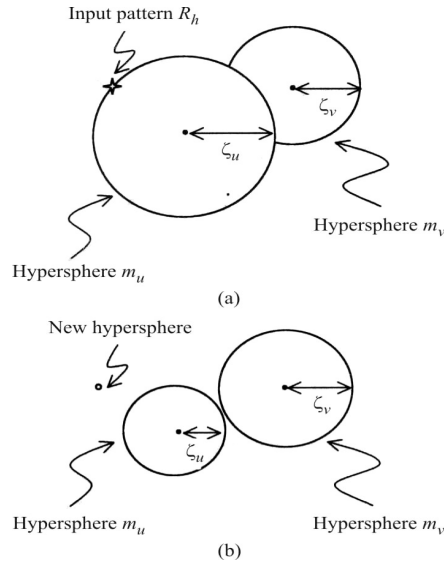 Input pattern R_h
ζ_v
ζ_u
Hypersphere m_v
Hypersphere m_u
(a)
New hypersphere
ζ_v
ζ_u
Hypersphere m_u
Hypersphere m_v
(b)